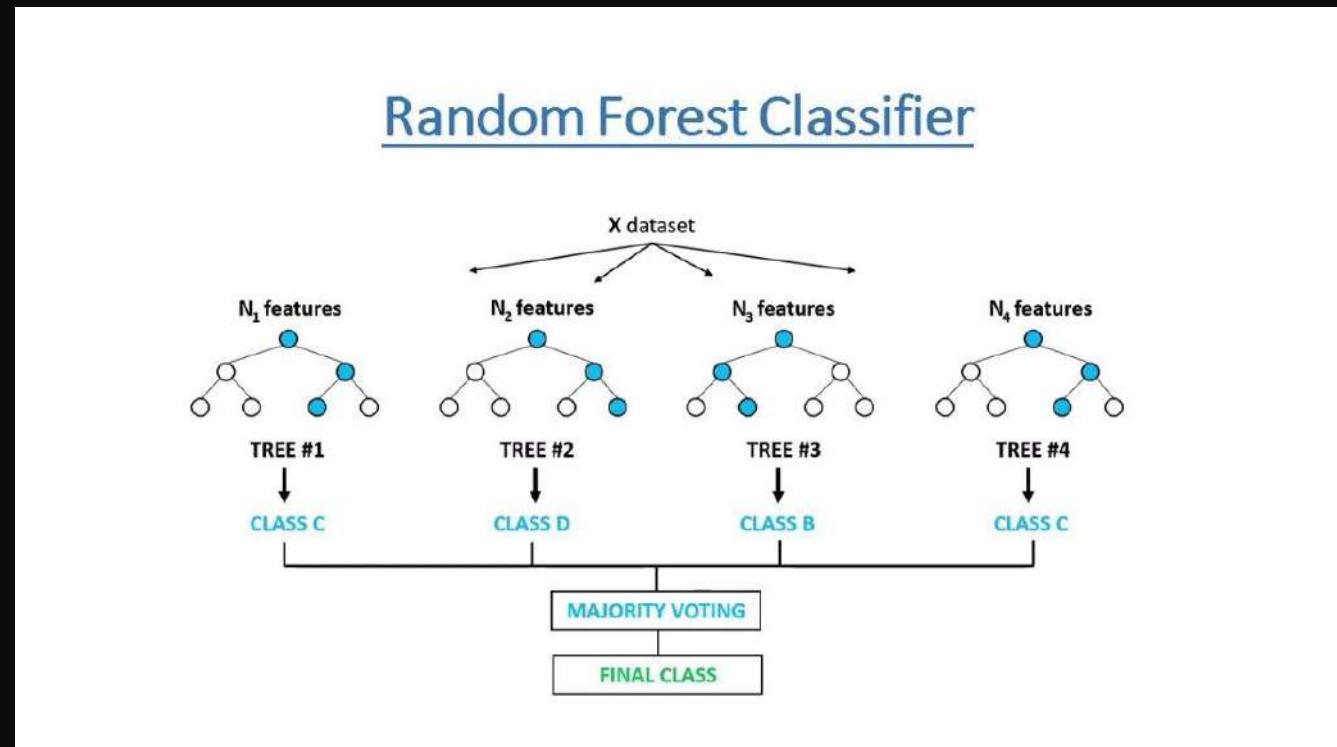 Random Forest Classifier
X dataset
N1 features N2 features N3 features N4 features
TREE #1 TREE #2 TREE #3 TREE #4
CLASS C CLASS D CLASS B CLASS C
MAJORITY VOTING
FINAL CLASS